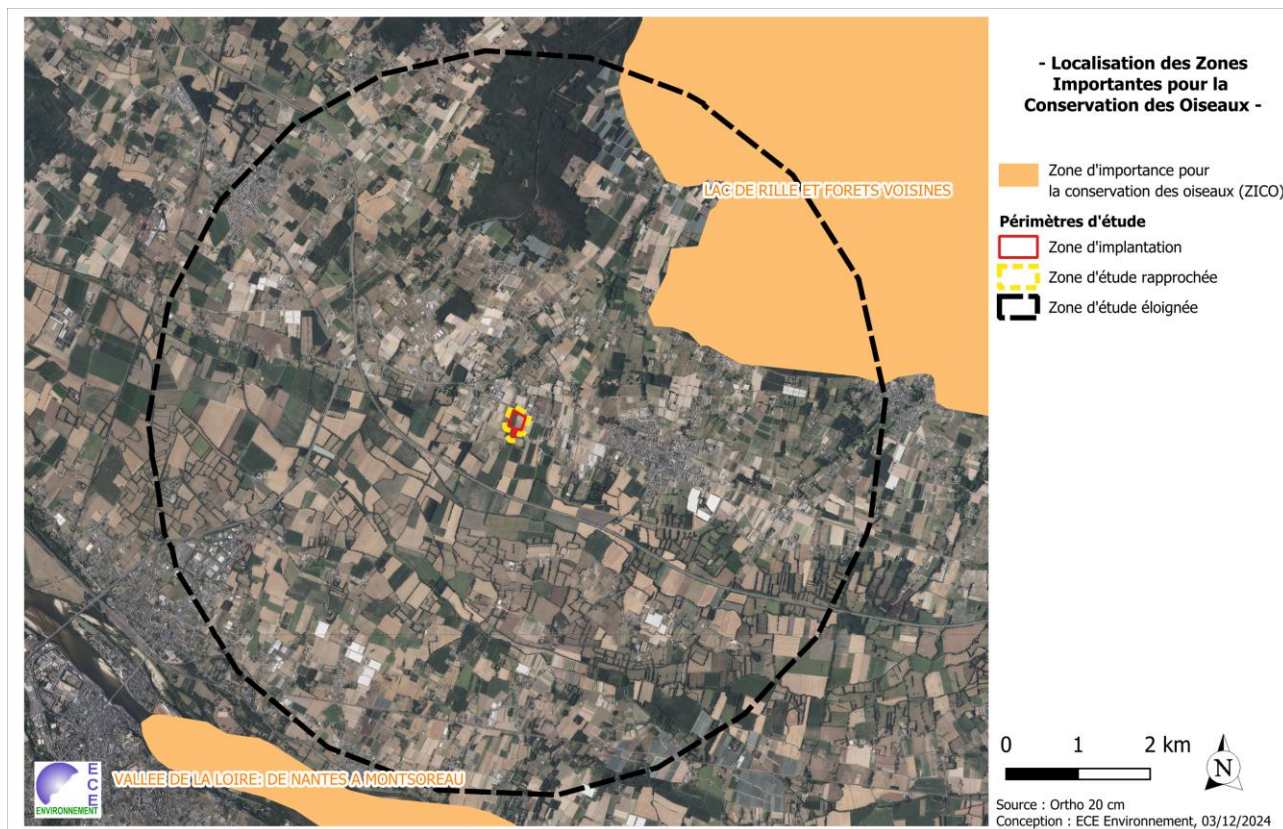 - Localisation des Zones
Importantes pour la
Conservation des Oiseaux -
Zone d'importance pour
la conservation des oiseaux (ZICO)
Périmètres d'étude
Zone d'implantation
Zone d'étude rapprochée
Zone d'étude éloignée
LAC DE RILLE ET FORETS VOISINES
VALLEE DE LA LOIRE: DE NANTES A MONTSOREAU
ECE
ENVIRONNEMENT
0 1 2 km
N
Source : Ortho 20 cm
Conception : ECE Environnement, 03/12/2024